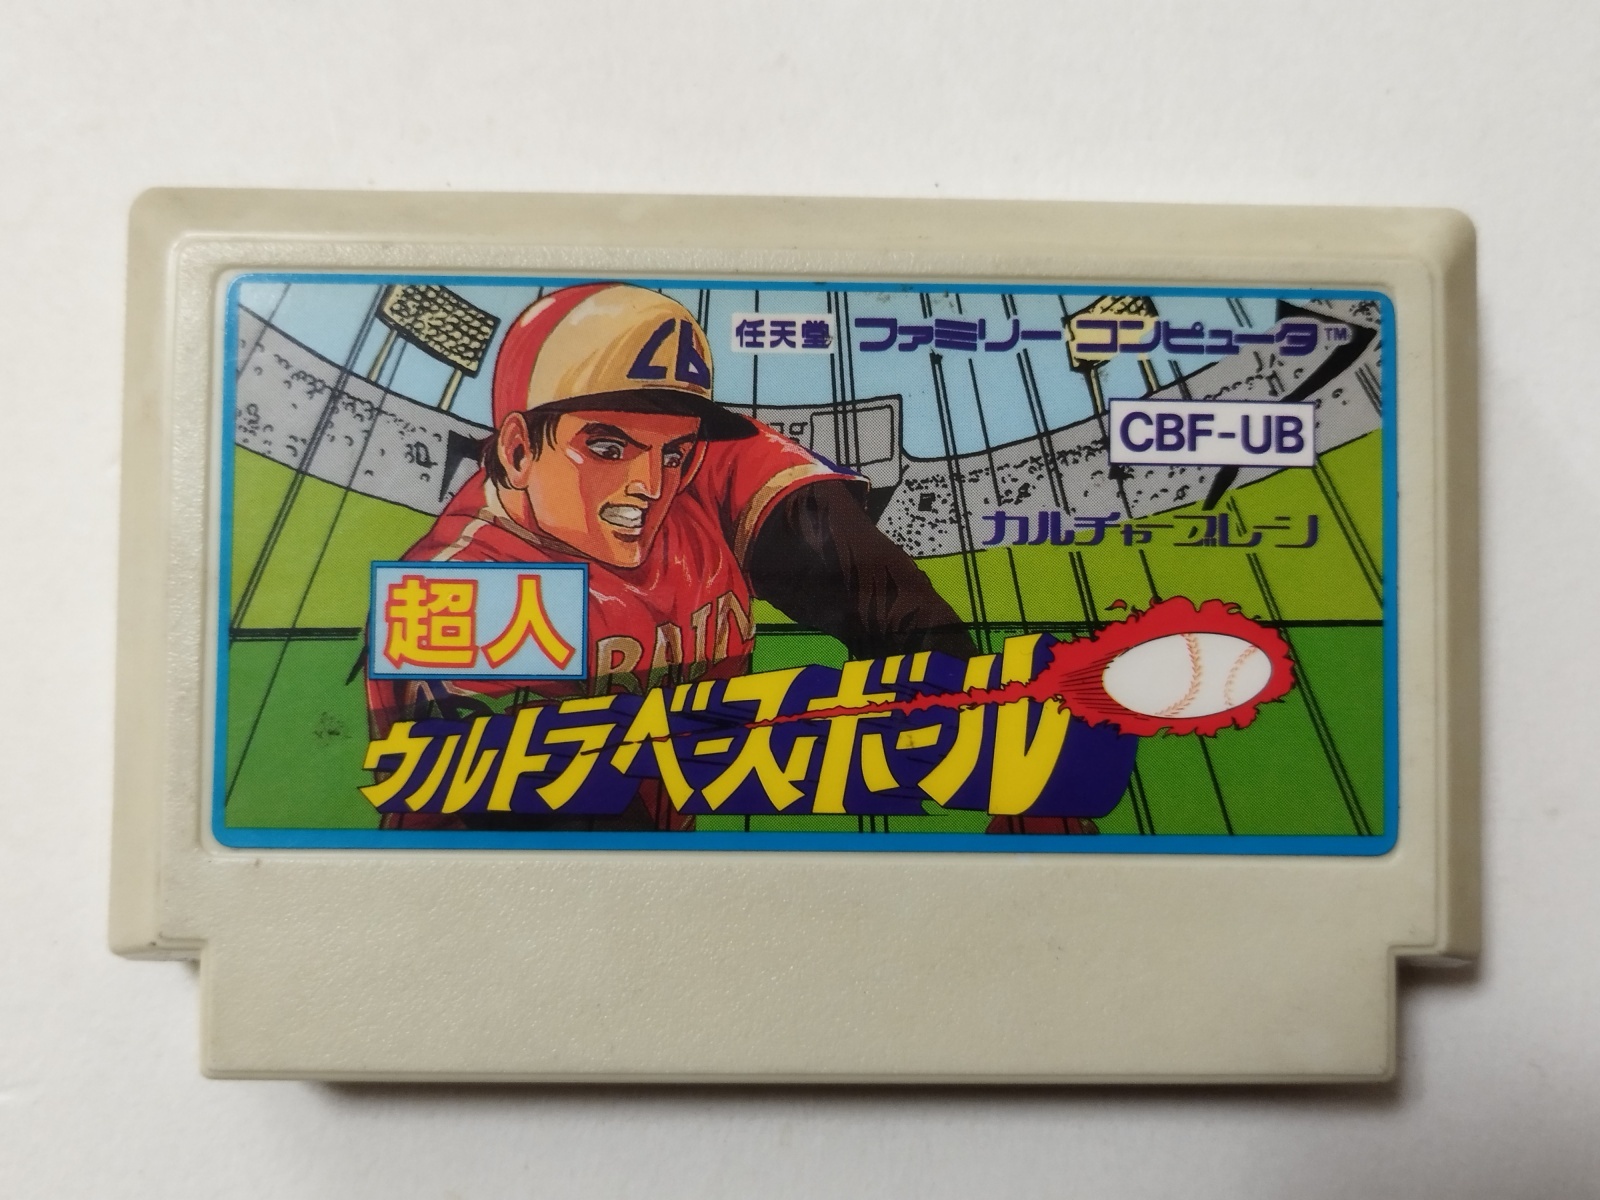 任天堂 ファミリー コンピュータ™
CB
CBF-UB
カルチャーブレーン
超人
BRAIN
ウルトラベースボール